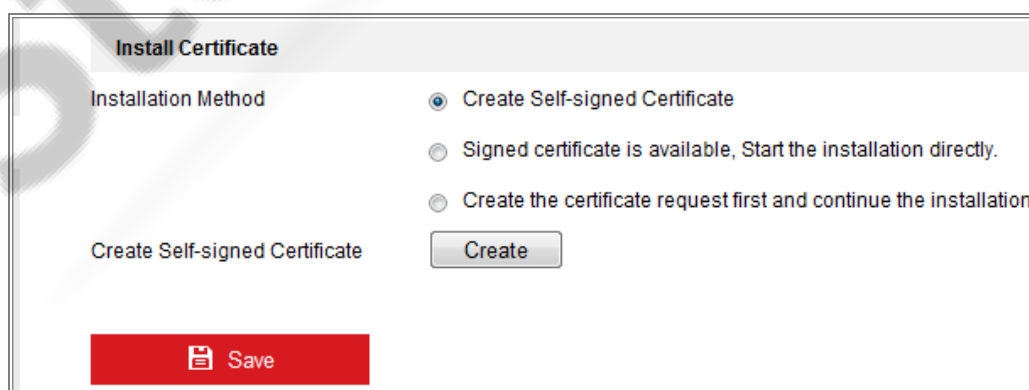 Install Certificate
Installation Method
Create Self-signed Certificate
Signed certificate is available, Start the installation directly.
Create the certificate request first and continue the installation
Create Self-signed Certificate
Create
Save